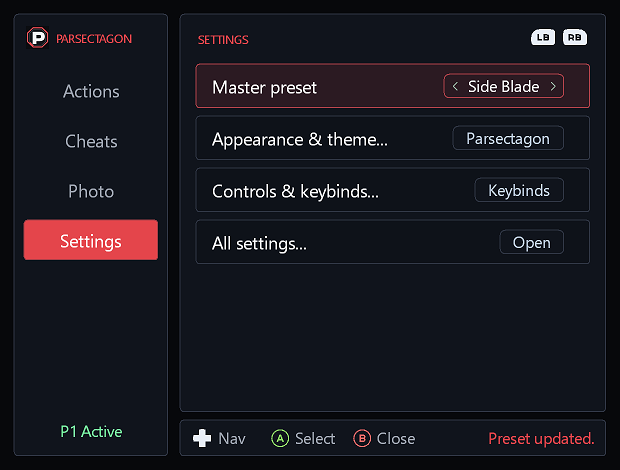 P PARSECTAGON
Actions
Cheats
Photo
Settings
P1 Active
SETTINGS LB RB
Master preset < Side Blade >
Appearance & theme... Parsectagon
Controls & keybinds... Keybinds
All settings... Open
Nav A Select B Close Preset updated.